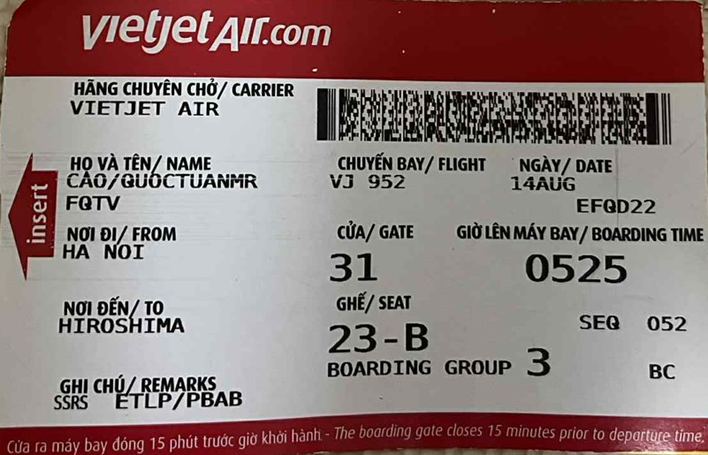 vietjetAir.com
HÃNG CHUYÊN CHỞ/ CARRIER
VIETJET AIR
HỌ VÀ TÊN/ NAME
CAO/QUOCTUANMR
FQTV
CHUYẾN BAY/ FLIGHT
VJ 952
NGÀY/ DATE
14AUG
EFQD22
insert
NƠI ĐI/ FROM
HA NOI
CỬA/ GATE
31
GIỜ LÊN MÁY BAY/ BOARDING TIME
0525
NƠI ĐẾN/ TO
HIROSHIMA
GHẾ/ SEAT
23-B
SEQ 052
BOARDING GROUP 3
BC
GHI CHÚ/ REMARKS
SSRS ETLP/PBAB
Cửa ra máy bay đóng 15 phút trước giờ khởi hành - The boarding gate closes 15 minutes prior to departure time.